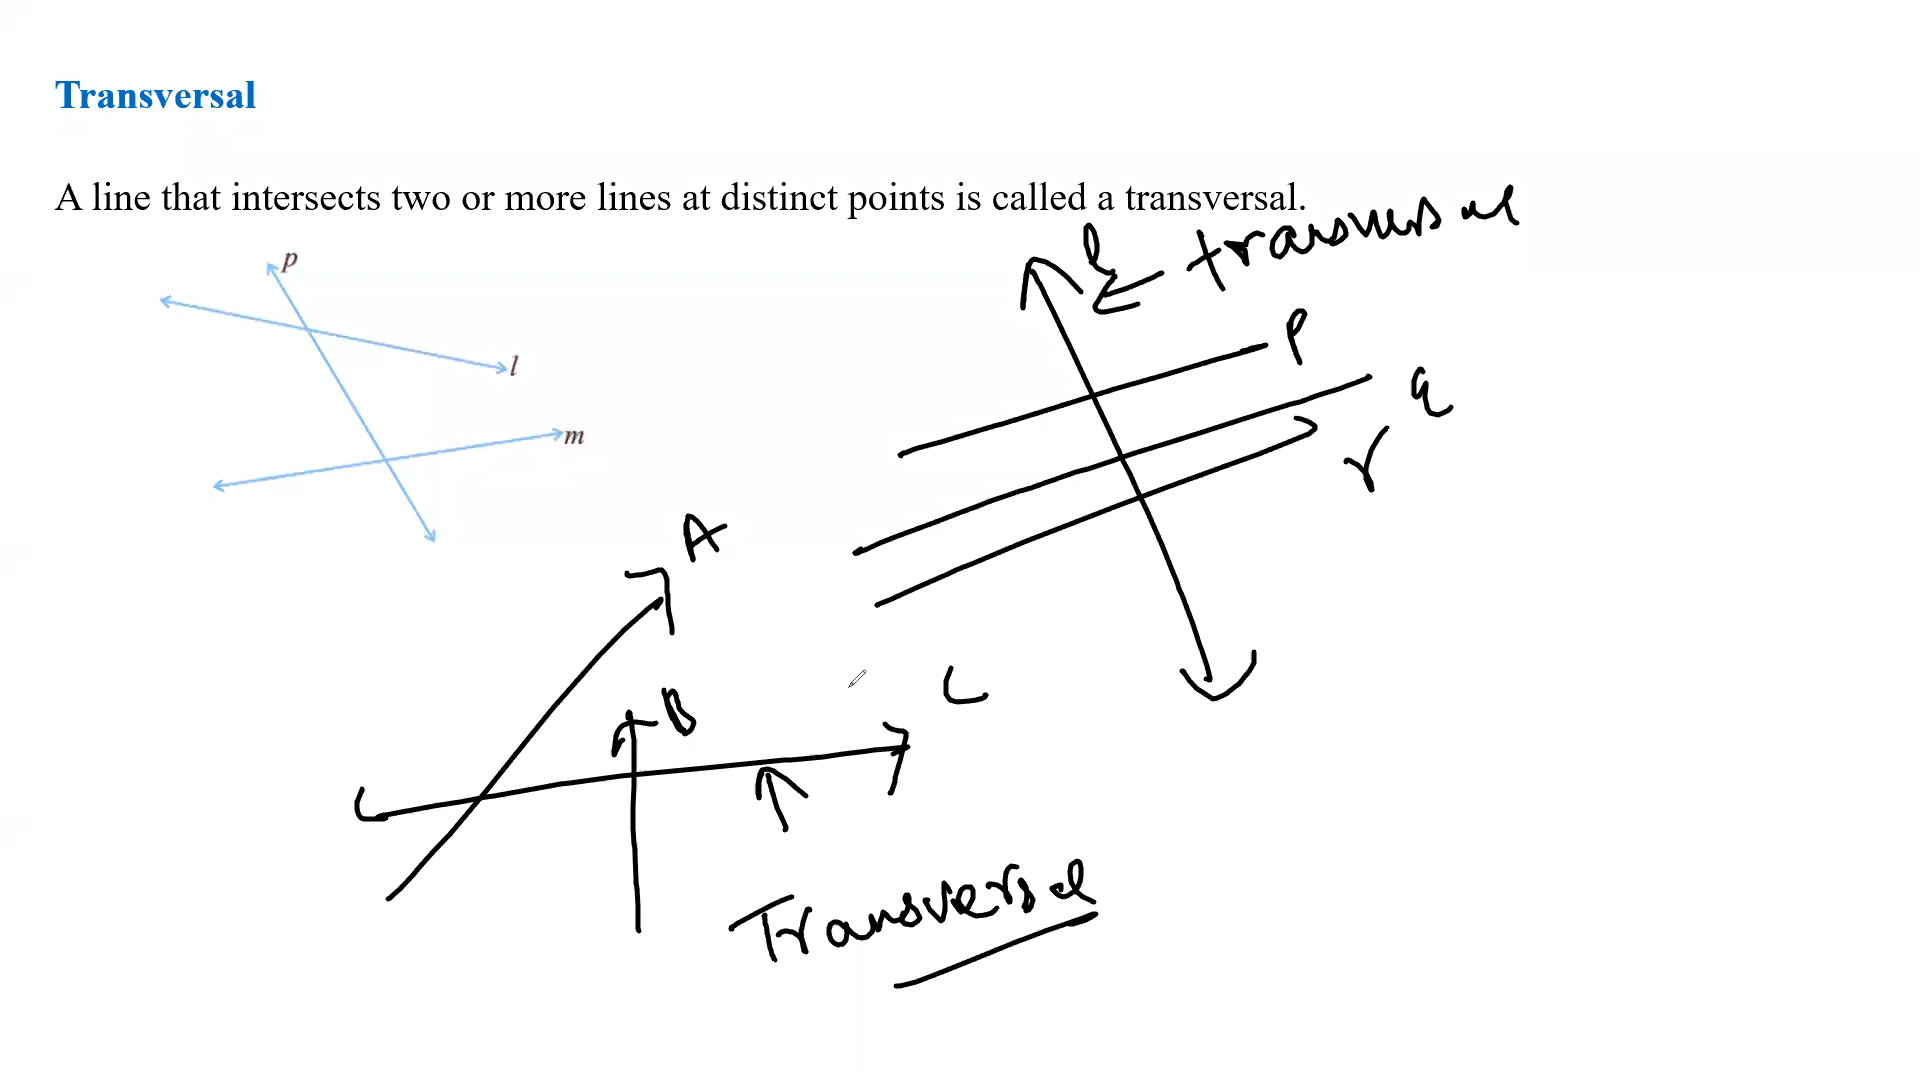 Transversal
A line that intersects two or more lines at distinct points is called a transversal.
p
l
m
l transversal
p
q
r
A
B
C
Transversal